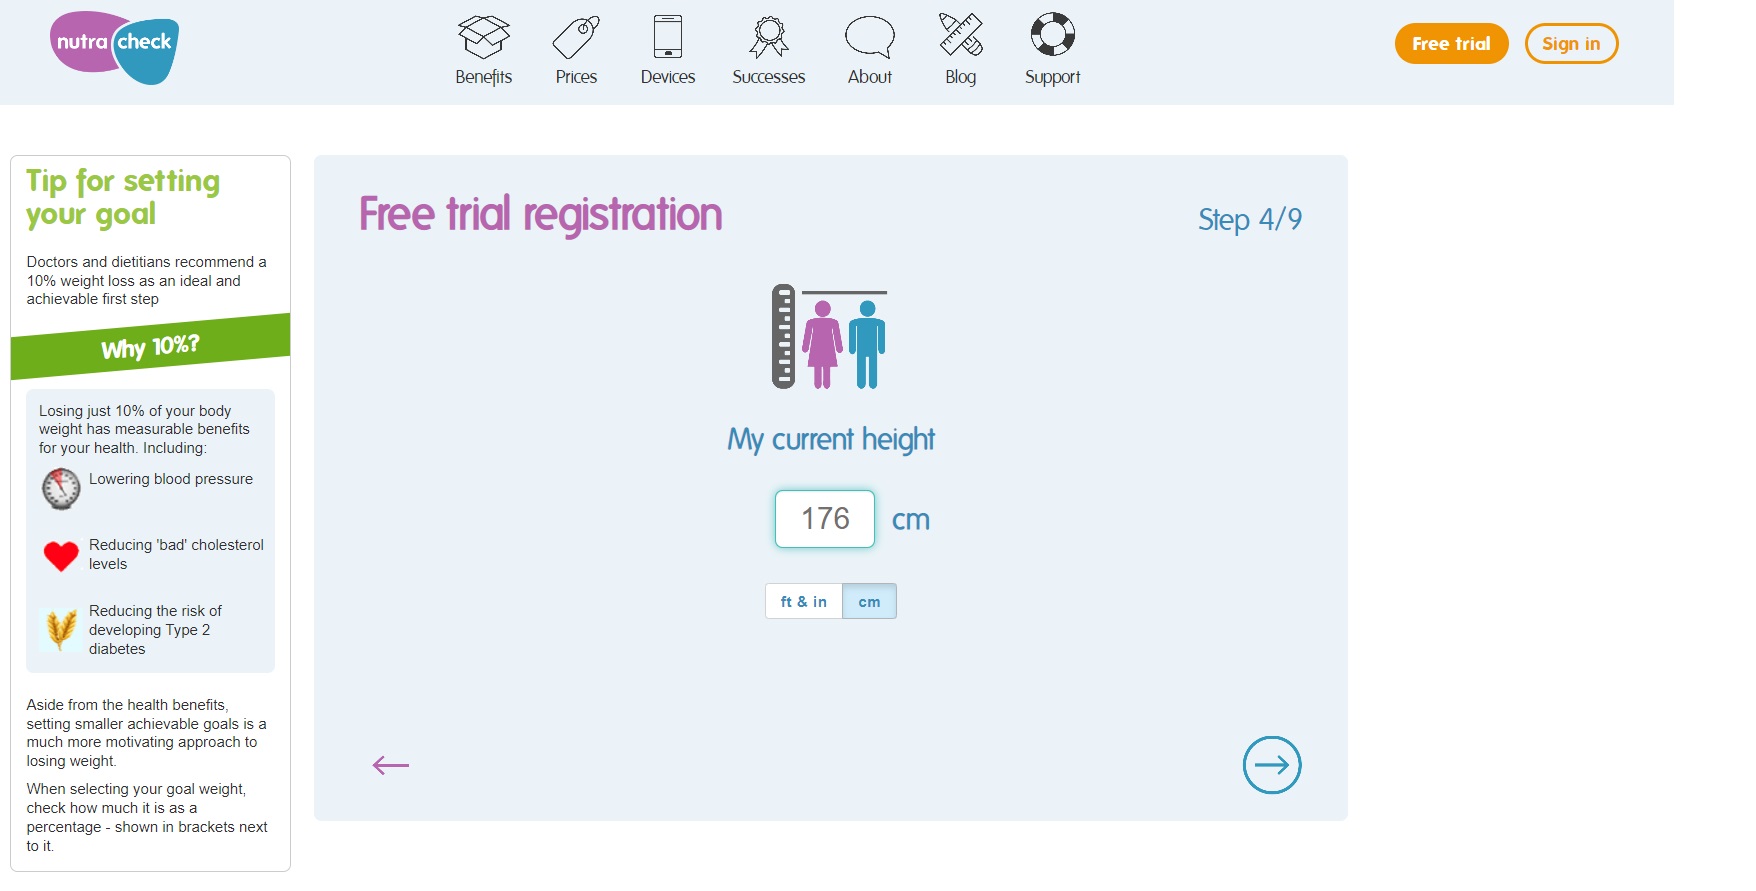 nutra check
Benefits
Prices
Devices
Successes
About
Blog
Support
Free trial
Sign in
Tip for setting
your goal
Doctors and dietitians recommend a
10% weight loss as an ideal and
achievable first step
Why 10%?
Losing just 10% of your body
weight has measurable benefits
for your health. Including:
Lowering blood pressure
Reducing 'bad' cholesterol
levels
Reducing the risk of
developing Type 2
diabetes
Aside from the health benefits,
setting smaller achievable goals is a
much more motivating approach to
losing weight.
When selecting your goal weight,
check how much it is as a
percentage - shown in brackets next
to it.
Free trial registration
Step 4/9
My current height
176 cm
ft & in cm